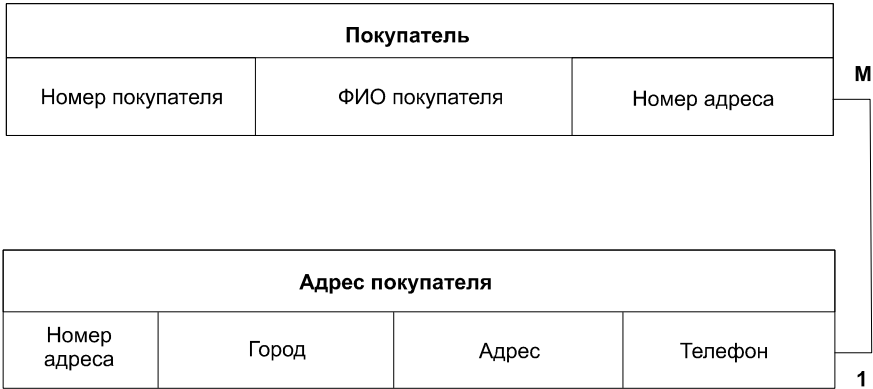 Покупатель
Номер покупателя
ФИО покупателя
Номер адреса
М
Адрес покупателя
Номер
адреса
Город
Адрес
Телефон
1